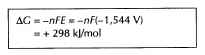 ΔG = –nFE = –nF(–1,544 V)
= + 298 kJ/mol